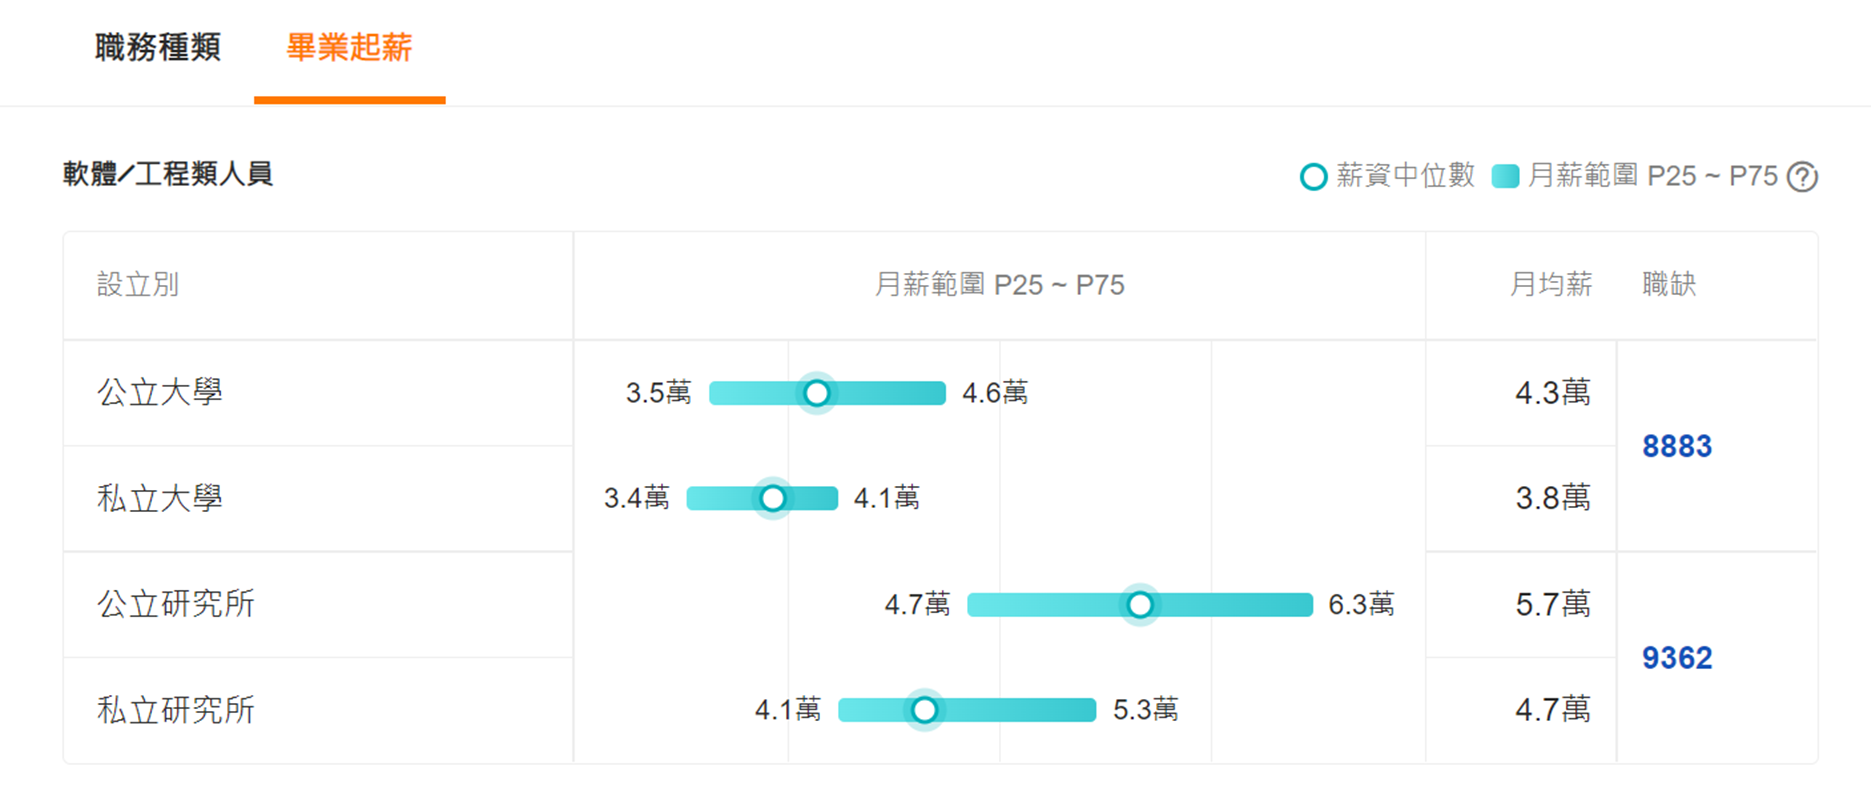 職務種類 畢業起薪
軟體/工程類人員
薪資中位數 月薪範圍 P25 ~ P75 ?
設立別 月薪範圍 P25 ~ P75 月均薪 職缺
公立大學 3.5萬 4.6萬 4.3萬
8883
私立大學 3.4萬 4.1萬 3.8萬
公立研究所 4.7萬 6.3萬 5.7萬
9362
私立研究所 4.1萬 5.3萬 4.7萬